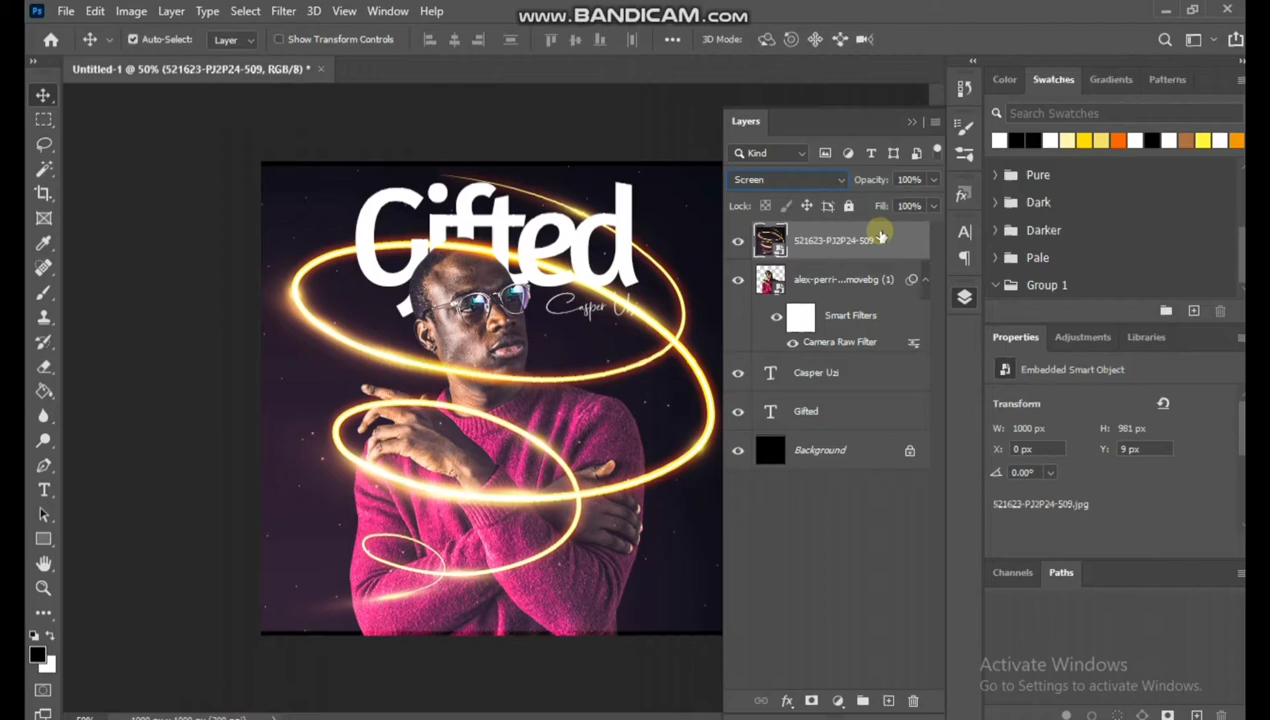 www.BANDICAM.com
Ps File Edit Image Layer Type Select Filter 3D View Window Help
Auto-Select: Layer Show Transform Controls 3D Mode:
Untitled-1 @ 50% (521623-PJ2P24-509, RGB/8) *
Color Swatches Gradients Patterns
Search Swatches
Pure
Dark
Darker
Pale
Group 1
Properties Adjustments Libraries
Embedded Smart Object
Transform
W: 1000 px H: 981 px
X: 0 px Y: 9 px
0.00°
521623-PJ2P24-509.jpg
Channels Paths
Layers
Kind
Screen Opacity: 100%
Lock: Fill: 100%
521623-PJ2P24-509
alex-perri-...movebg (1)
Smart Filters
Camera Raw Filter
Casper Uzi
Gifted
Background
Gifted
Casper Uzi
Activate Windows
Go to Settings to activate Windows.